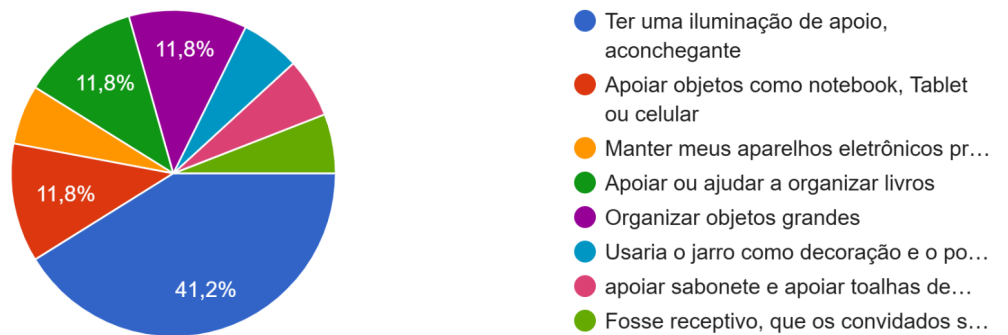 11,8%
11,8%
11,8%
41,2%
Ter uma iluminação de apoio,
aconchegante
Apoiar objetos como notebook, Tablet
ou celular
Manter meus aparelhos eletrônicos pr…
Apoiar ou ajudar a organizar livros
Organizar objetos grandes
Usaria o jarro como decoração e o po…
apoiar sabonete e apoiar toalhas de…
Fosse receptivo, que os convidados s…